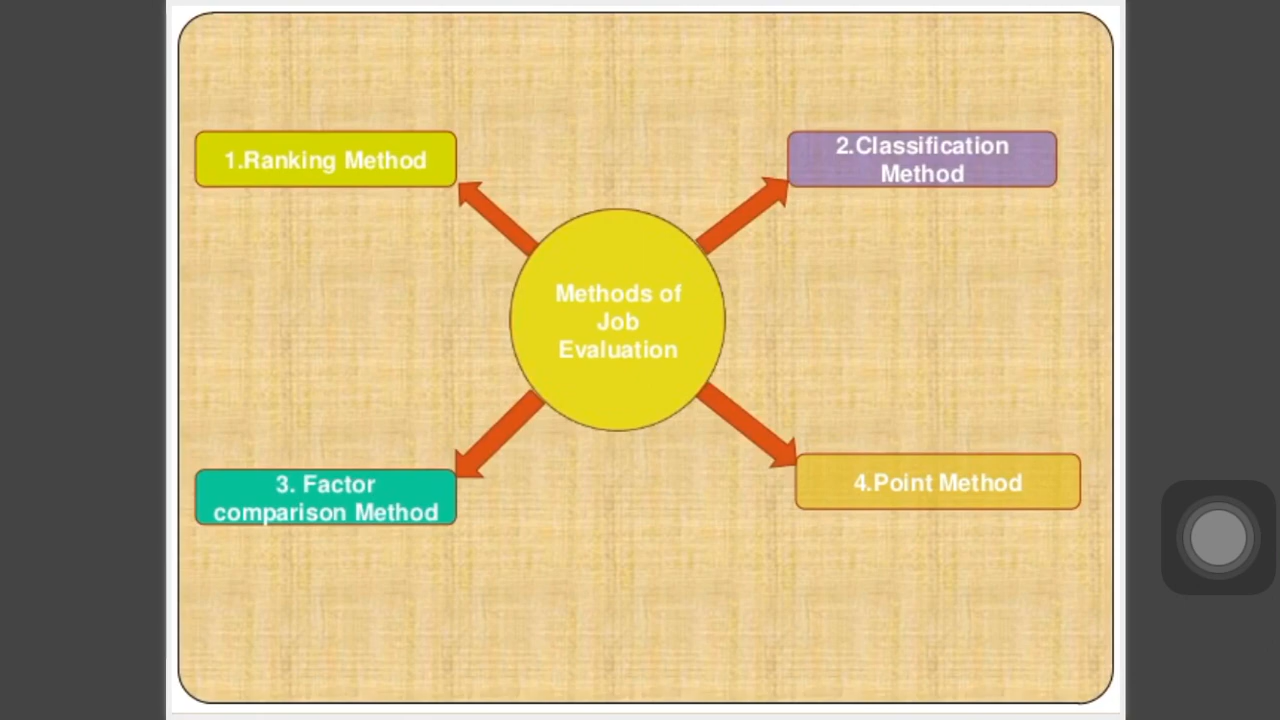 1.Ranking Method
2.Classification
Method
Methods of
Job
Evaluation
3. Factor
comparison Method
4.Point Method